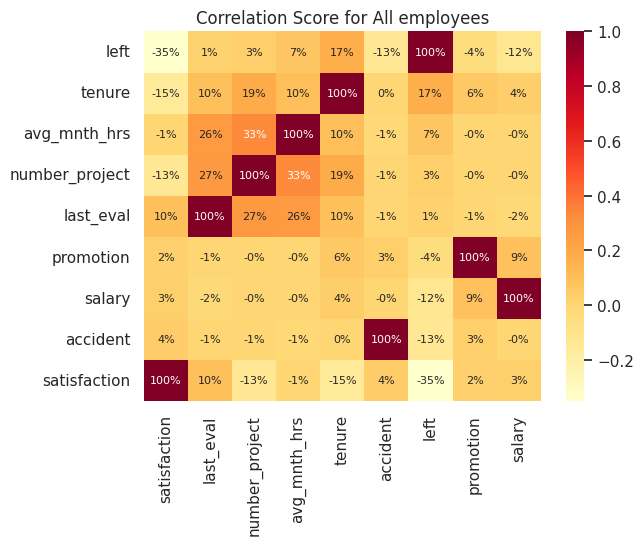 Correlation Score for All employees
left -35% 1% 3% 7% 17% -13% 100% -4% -12%
tenure -15% 10% 19% 10% 100% 0% 17% 6% 4%
avg_mnth_hrs -1% 26% 33% 100% 10% -1% 7% -0% -0%
number_project -13% 27% 100% 33% 19% -1% 3% -0% -0%
last_eval 10% 100% 27% 26% 10% -1% 1% -1% -2%
promotion 2% -1% -0% -0% 6% 3% -4% 100% 9%
salary 3% -2% -0% -0% 4% -0% -12% 9% 100%
accident 4% -1% -1% -1% 0% 100% -13% 3% -0%
satisfaction 100% 10% -13% -1% -15% 4% -35% 2% 3%
satisfaction
last_eval
number_project
avg_mnth_hrs
tenure
accident
left
promotion
salary
1.0
0.8
0.6
0.4
0.2
0.0
−0.2